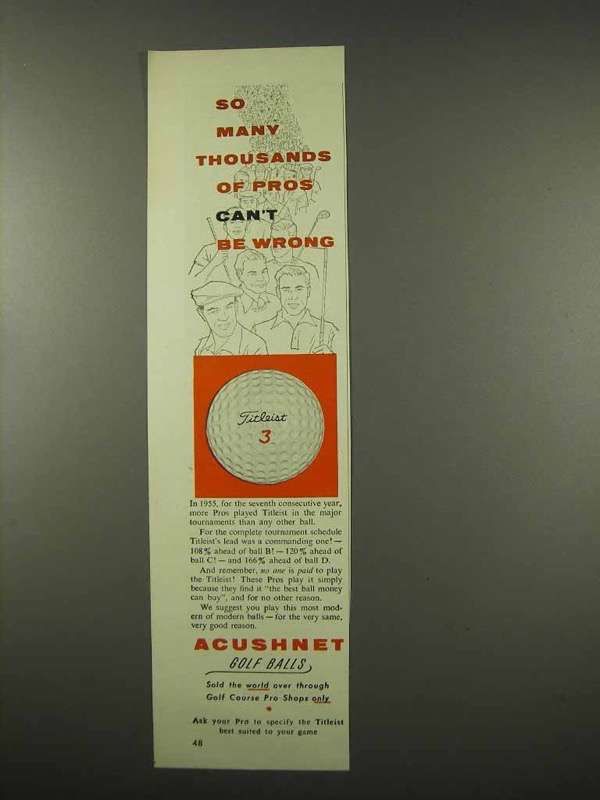 SO
MANY
THOUSANDS
OF PROS
CAN'T
BE WRONG
Titleist
3
In 1955, for the seventh consecutive year,
more Pros played Titleist in the major
tournaments than any other ball.
For the complete tournament schedule
Titleist's lead was a commanding one!—
108% ahead of ball B!—120% ahead of
ball C!—and 166% ahead of ball D.
And remember, no one is paid to play
the Titleist! These Pros play it simply
because they find it "the best ball money
can buy", and for no other reason.
We suggest you play this most mod-
ern of modern balls—for the very same,
very good reason.
ACUSHNET
GOLF BALLS
Sold the world over through
Golf Course Pro Shops only
*
Ask your Pro to specify the Titleist
best suited to your game
48